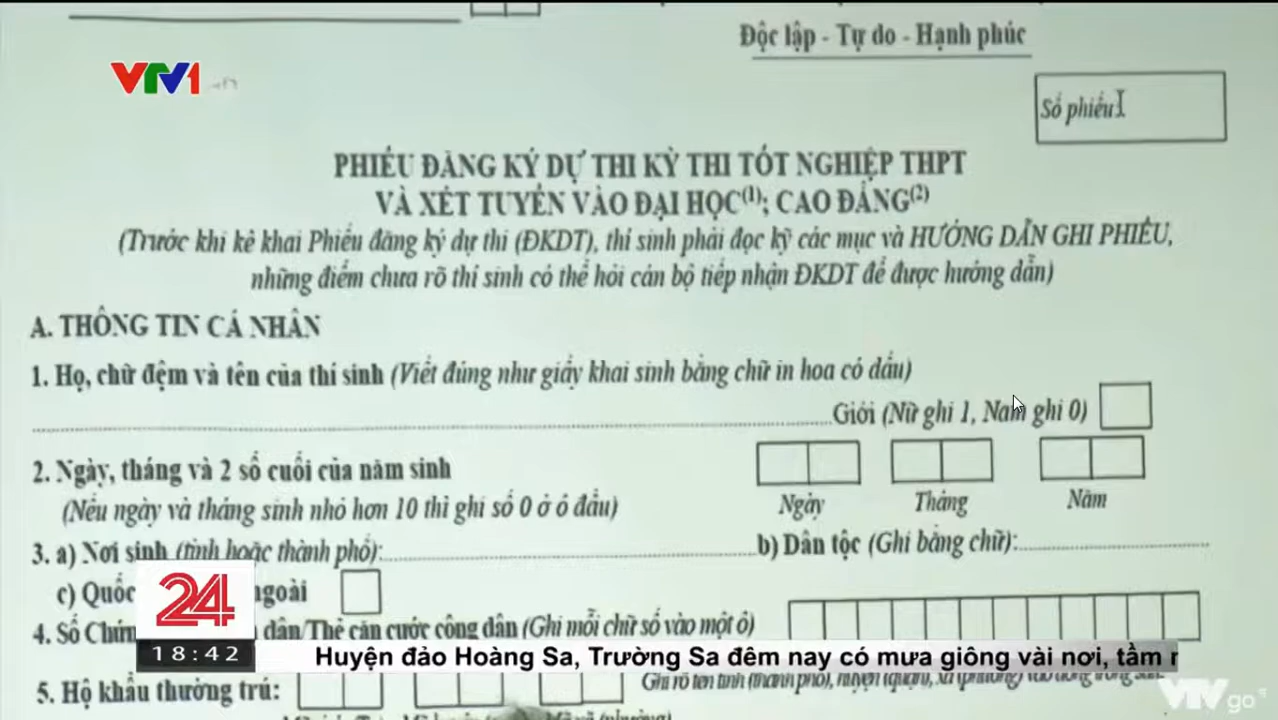 Độc lập - Tự do - Hạnh phúc
VTV1
Số phiếu
PHIẾU ĐĂNG KÝ DỰ THI KỲ THI TỐT NGHIỆP THPT
VÀ XÉT TUYỂN VÀO ĐẠI HỌC(1); CAO ĐẲNG(2)
(Trước khi kê khai Phiếu đăng ký dự thi (ĐKDT), thí sinh phải đọc kỹ các mục và HƯỚNG DẪN GHI PHIẾU,
những điểm chưa rõ thí sinh có thể hỏi cán bộ tiếp nhận ĐKDT để được hướng dẫn)
A. THÔNG TIN CÁ NHÂN
1. Họ, chữ đệm và tên của thí sinh (Viết đúng như giấy khai sinh bằng chữ in hoa có dấu)
Giới (Nữ ghi 1, Nam ghi 0)
2. Ngày, tháng và 2 số cuối của năm sinh
(Nếu ngày và tháng sinh nhỏ hơn 10 thì ghi số 0 ở ô đầu)
Ngày Tháng Năm
3. a) Nơi sinh (tỉnh hoặc thành phố): b) Dân tộc (Ghi bằng chữ):
c) Quốc ngoài
4. Số Chứn dân/Thẻ căn cước công dân (Ghi mỗi chữ số vào một ô)
24
18:42
Huyện đảo Hoàng Sa, Trường Sa đêm nay có mưa giông vài nơi, tầm
5. Hộ khẩu thường trú:
VTVgo